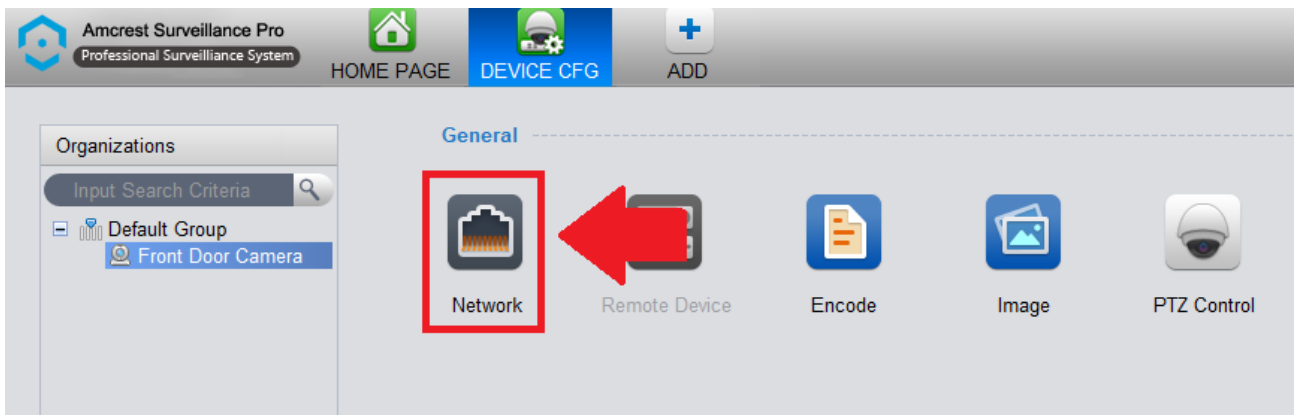 Amcrest Surveillance Pro
Professional Surveilliance System
HOME PAGE
DEVICE CFG
ADD
Organizations
Input Search Criteria
Default Group
Front Door Camera
General
Network
Remote Device
Encode
Image
PTZ Control